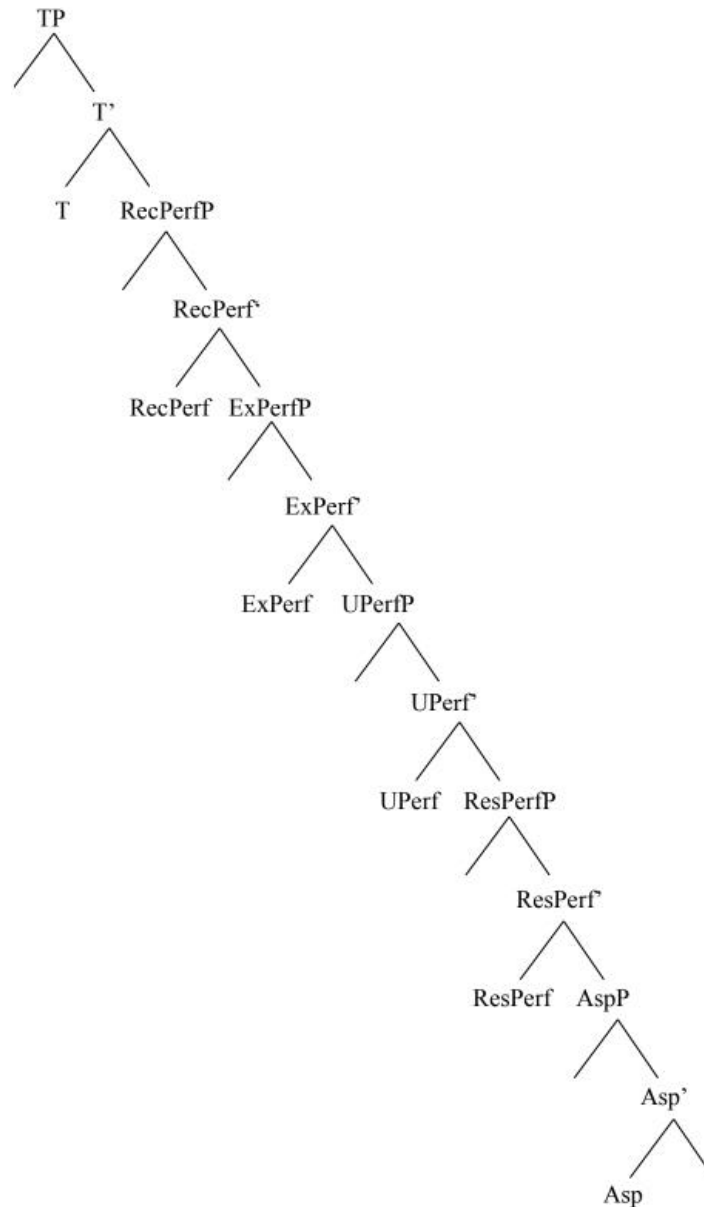 TP
T’
T RecPerfP
RecPerf‘
RecPerf ExPerfP
ExPerf’
ExPerf UPerfP
UPerf’
UPerf ResPerfP
ResPerf’
ResPerf AspP
Asp’
Asp